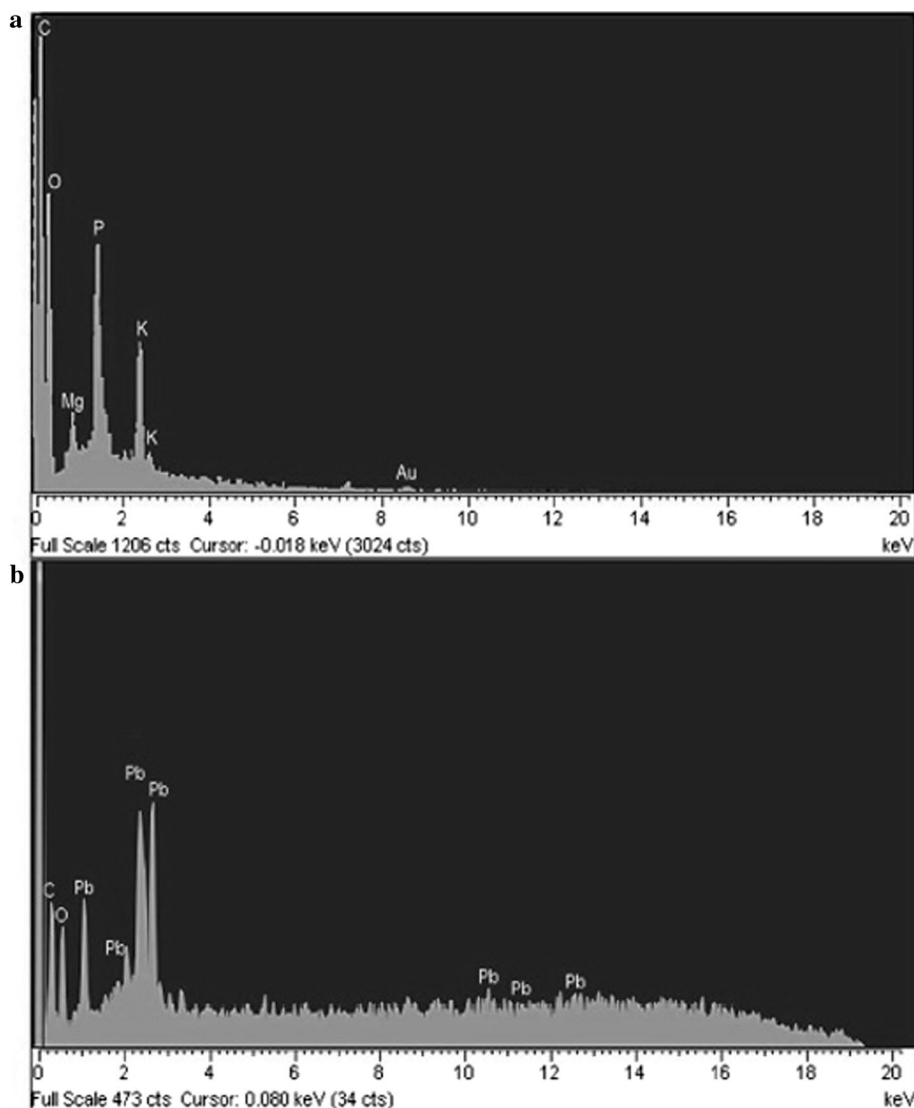 a
C
O
P
K
Mg
K
Au
0 2 4 6 8 10 12 14 16 18 20
Full Scale 1206 cts Cursor: -0.018 keV (3024 cts) keV
b
Pb
Pb
C
Pb
O
Pb
Pb
Pb
Pb
0 2 4 6 8 10 12 14 16 18 20
Full Scale 473 cts Cursor: 0.080 keV (34 cts) keV